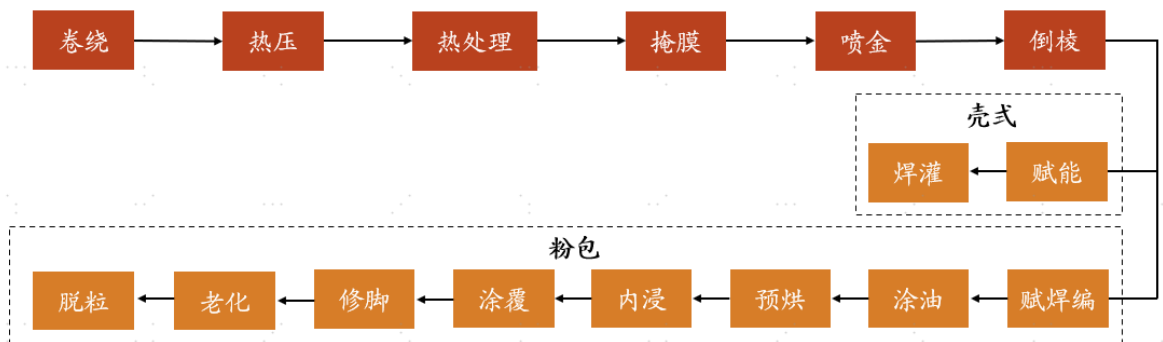 卷绕 热压 热处理 掩膜 喷金 倒棱
壳式
焊灌 赋能
粉包
脱粒 老化 修脚 涂覆 内浸 预烘 涂油 赋焊编